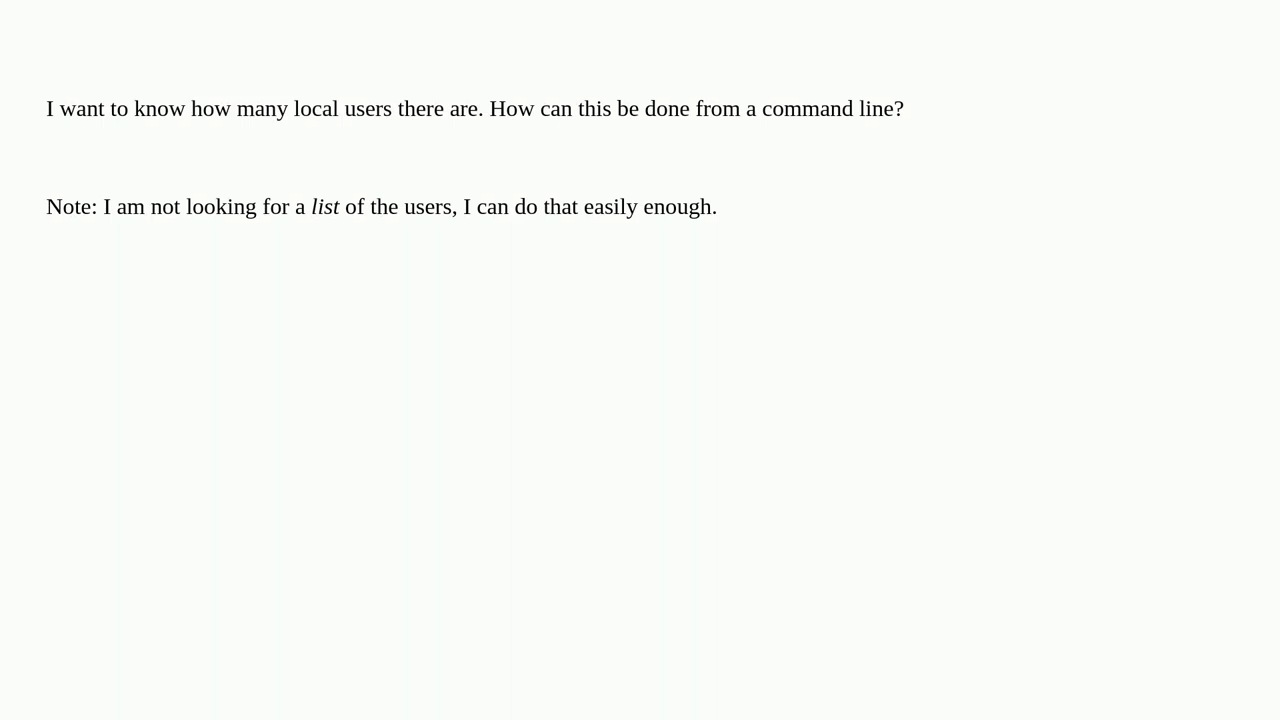 I want to know how many local users there are. How can this be done from a command line?
Note: I am not looking for a list of the users, I can do that easily enough.